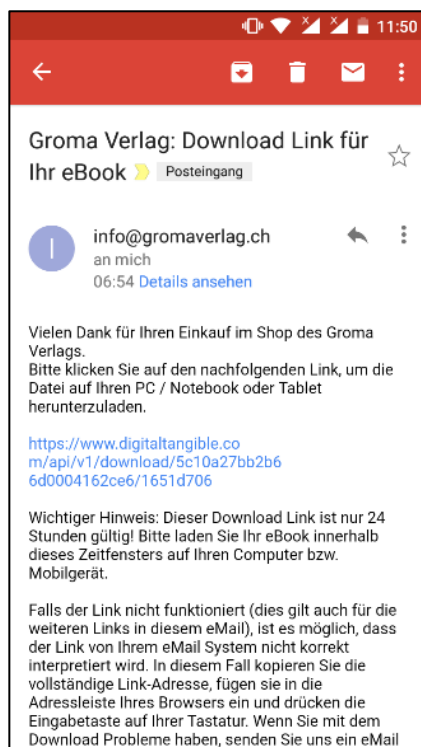 11:50
Groma Verlag: Download Link für
Ihr eBook Posteingang
I
info@gromaverlag.ch
an mich
06:54 Details ansehen
Vielen Dank für Ihren Einkauf im Shop des Groma
Verlags.
Bitte klicken Sie auf den nachfolgenden Link, um die
Datei auf Ihren PC / Notebook oder Tablet
herunterzuladen.
https://www.digitaltangible.co
m/api/v1/download/5c10a27bb2b6
6d0004162ce6/1651d706
Wichtiger Hinweis: Dieser Download Link ist nur 24
Stunden gültig! Bitte laden Sie Ihr eBook innerhalb
dieses Zeitfensters auf Ihren Computer bzw.
Mobilgerät.
Falls der Link nicht funktioniert (dies gilt auch für die
weiteren Links in diesem eMail), ist es möglich, dass
der Link von Ihrem eMail System nicht korrekt
interpretiert wird. In diesem Fall kopieren Sie die
vollständige Link-Adresse, fügen sie in die
Adressleiste Ihres Browsers ein und drücken die
Eingabetaste auf Ihrer Tastatur. Wenn Sie mit dem
Download Probleme haben, senden Sie uns ein eMail